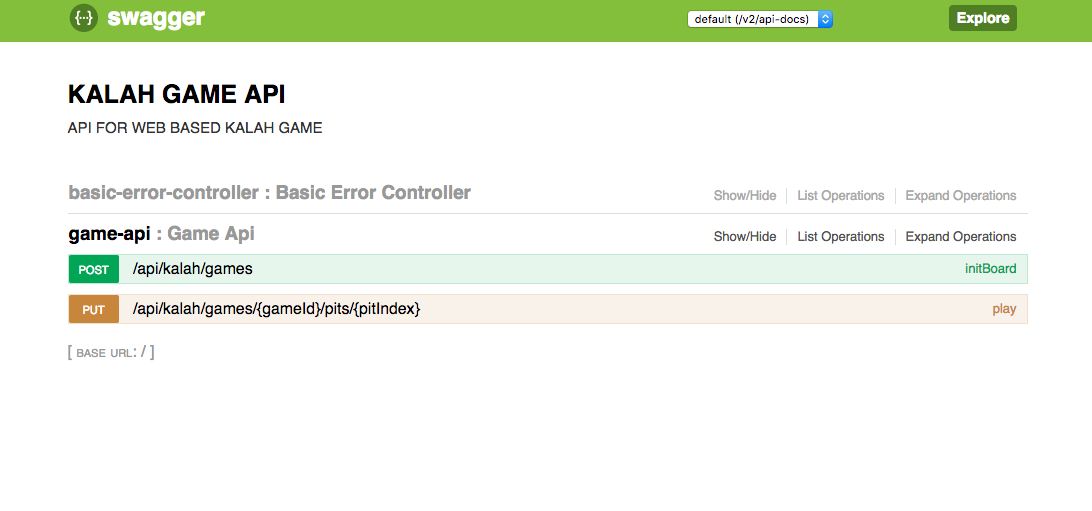 {··} swagger default (/v2/api-docs) Explore
KALAH GAME API
API FOR WEB BASED KALAH GAME
basic-error-controller : Basic Error Controller Show/Hide List Operations Expand Operations
game-api : Game Api Show/Hide List Operations Expand Operations
POST /api/kalah/games initBoard
PUT /api/kalah/games/{gameId}/pits/{pitIndex} play
[ BASE URL: / ]